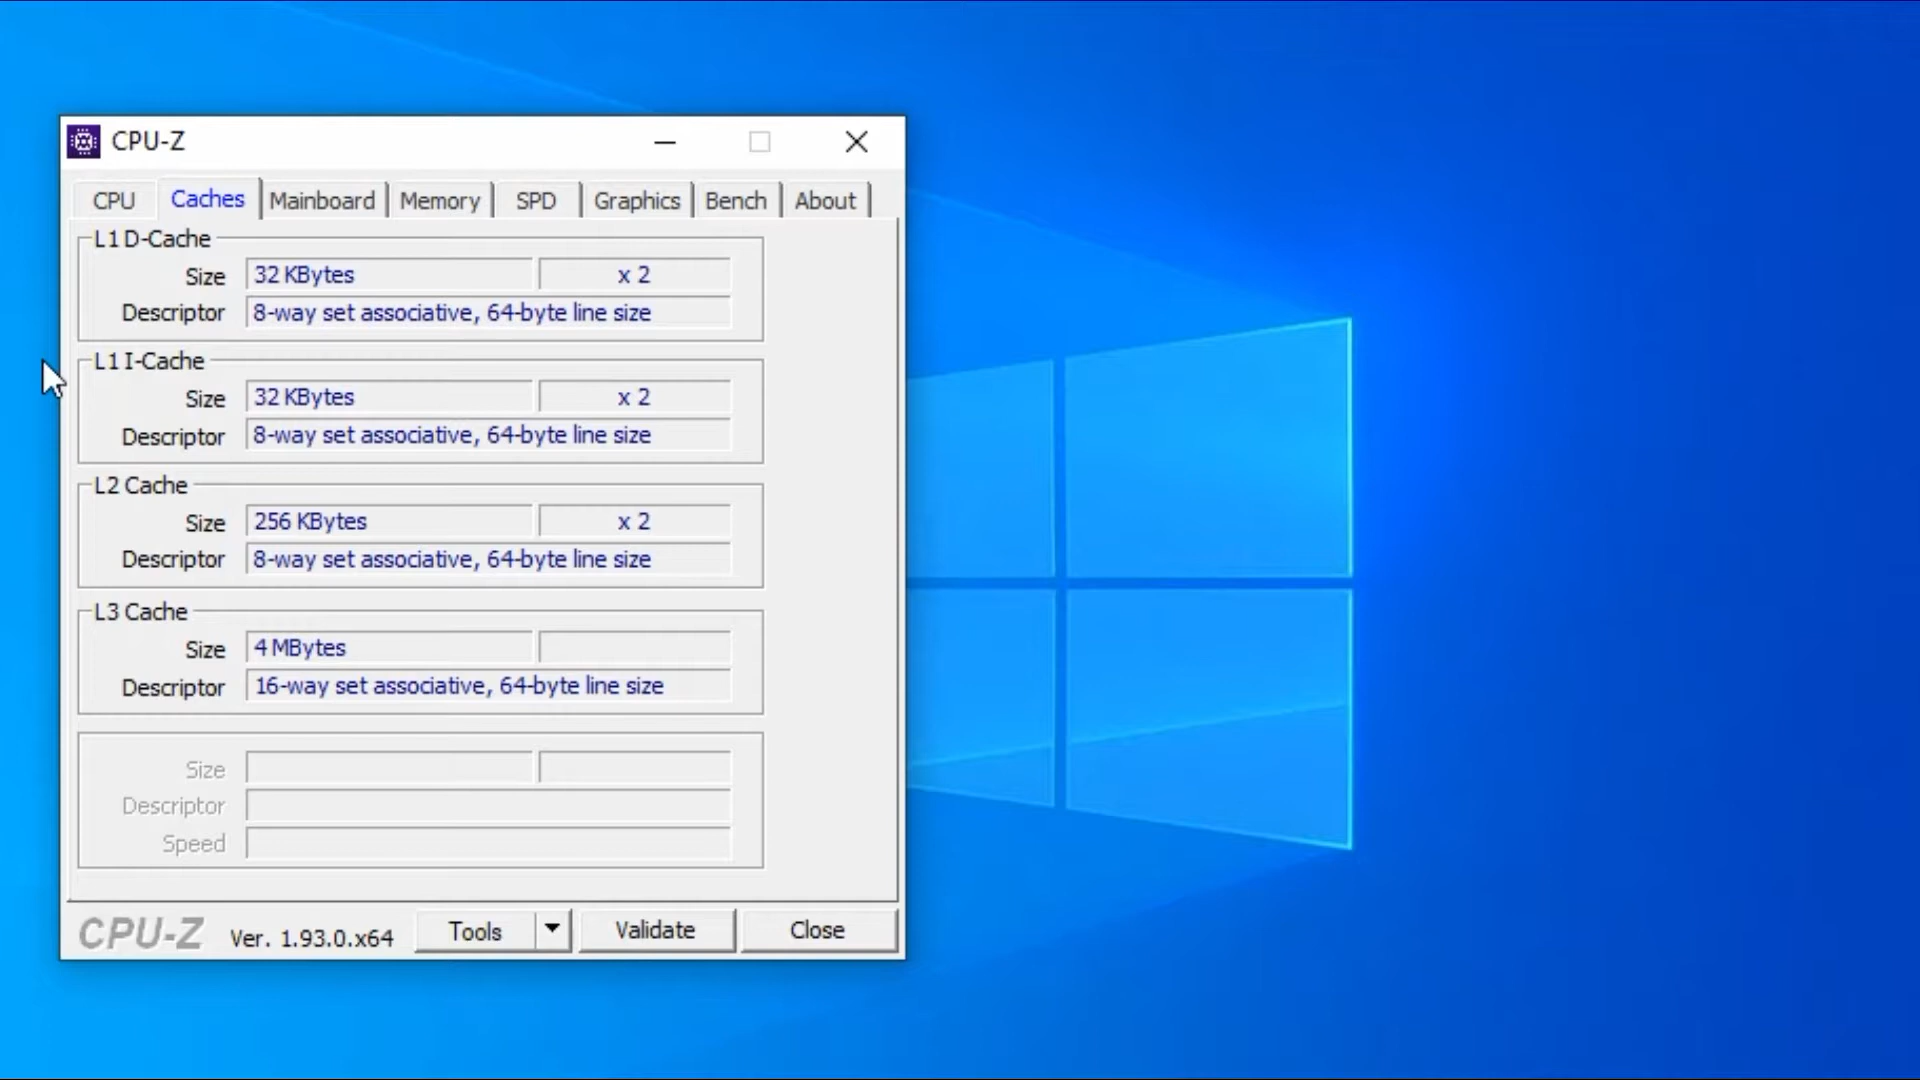 CPU-Z
CPU Caches Mainboard Memory SPD Graphics Bench About
L1 D-Cache
Size 32 KBytes x 2
Descriptor 8-way set associative, 64-byte line size
L1 I-Cache
Size 32 KBytes x 2
Descriptor 8-way set associative, 64-byte line size
L2 Cache
Size 256 KBytes x 2
Descriptor 8-way set associative, 64-byte line size
L3 Cache
Size 4 MBytes
Descriptor 16-way set associative, 64-byte line size
Size
Descriptor
Speed
CPU-Z Ver. 1.93.0.x64 Tools Validate Close